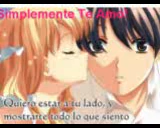 Simplemente Te Amo!
Quiero estar a tu lado, y
mostrarte todo lo que siento